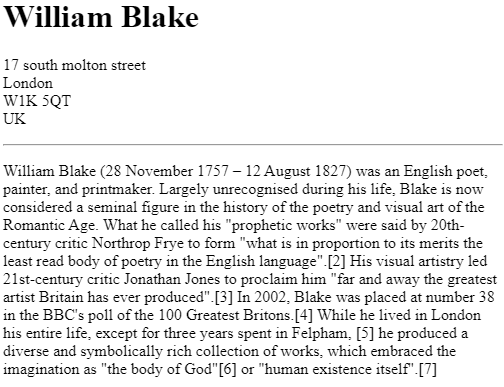 William Blake
17 south molton street
London
W1K 5QT
UK
William Blake (28 November 1757 – 12 August 1827) was an English poet,
painter, and printmaker. Largely unrecognised during his life, Blake is now
considered a seminal figure in the history of the poetry and visual art of the
Romantic Age. What he called his "prophetic works" were said by 20th-
century critic Northrop Frye to form "what is in proportion to its merits the
least read body of poetry in the English language".[2] His visual artistry led
21st-century critic Jonathan Jones to proclaim him "far and away the greatest
artist Britain has ever produced".[3] In 2002, Blake was placed at number 38
in the BBC's poll of the 100 Greatest Britons.[4] While he lived in London
his entire life, except for three years spent in Felpham, [5] he produced a
diverse and symbolically rich collection of works, which embraced the
imagination as "the body of God"[6] or "human existence itself".[7]